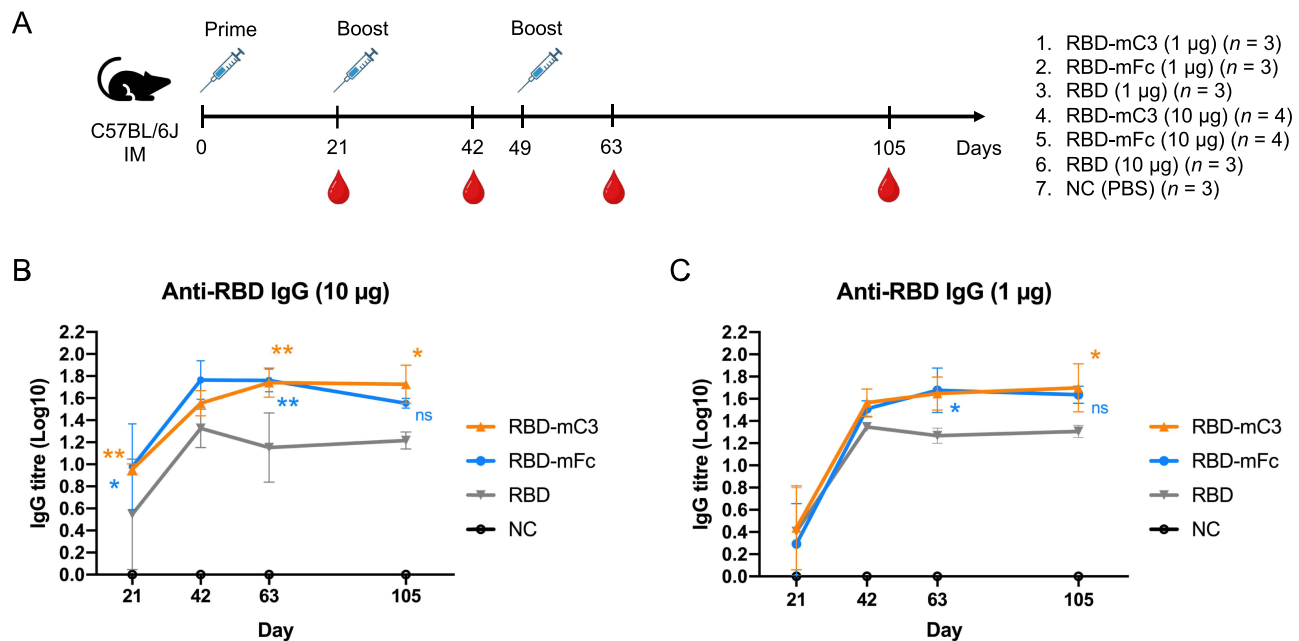 A
Prime
Boost
Boost
C57BL/6J
IM
0
21
42
49
63
105
Days
1. RBD-mC3 (1 µg) (n = 3)
2. RBD-mFc (1 µg) (n = 3)
3. RBD (1 µg) (n = 3)
4. RBD-mC3 (10 µg) (n = 4)
5. RBD-mFc (10 µg) (n = 4)
6. RBD (10 µg) (n = 3)
7. NC (PBS) (n = 3)
B
Anti-RBD IgG (10 µg)
IgG titre (Log10)
2.2
2.0
1.8
1.6
1.4
1.2
1.0
0.8
0.6
0.4
0.2
0.0
**
*
**
**
*
ns
21
42
63
105
Day
RBD-mC3
RBD-mFc
RBD
NC
C
Anti-RBD IgG (1 µg)
IgG titre (Log10)
2.2
2.0
1.8
1.6
1.4
1.2
1.0
0.8
0.6
0.4
0.2
0.0
*
*
ns
21
42
63
105
Day
RBD-mC3
RBD-mFc
RBD
NC